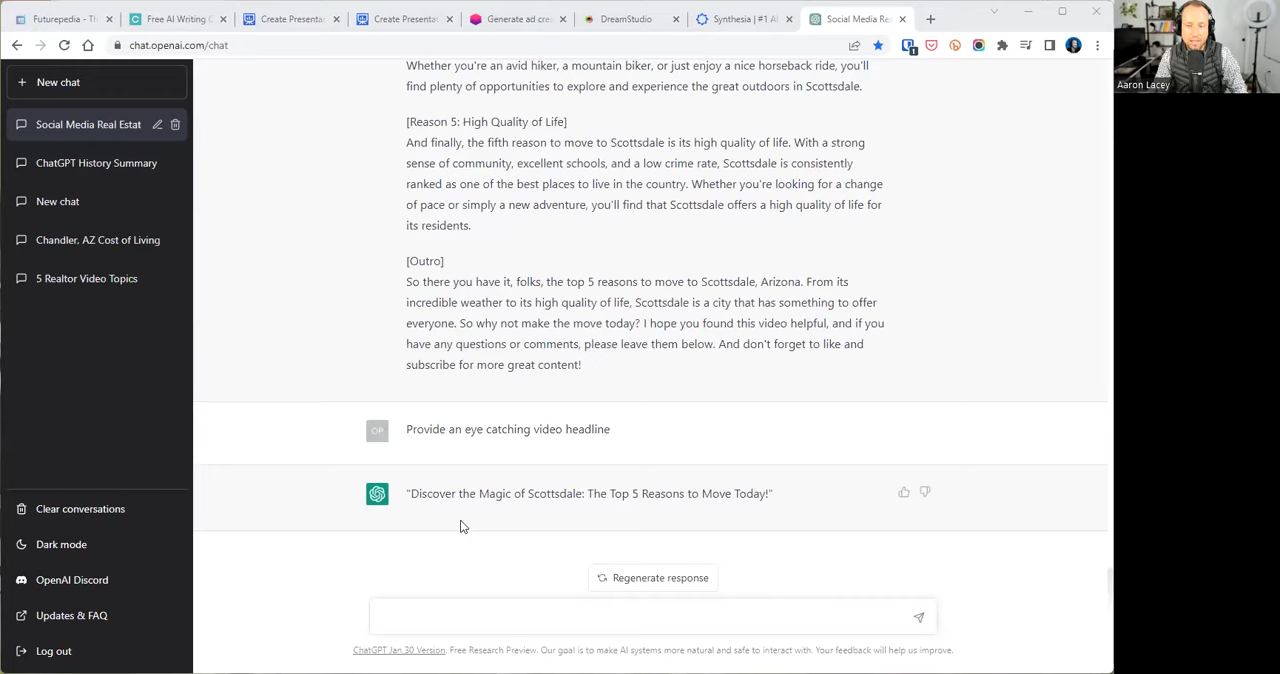 Futurepedia - Th
Free AI Writing
Create Presenta
Create Presentat
Generate ad cre
DreamStudio
Synthesia | #1 A
Social Media Re
chat.openai.com/chat
1
New chat
Social Media Real Estat
ChatGPT History Summary
New chat
Chandler, AZ Cost of Living
5 Realtor Video Topics
Clear conversations
Dark mode
OpenAI Discord
Updates & FAQ
Log out
Whether you're an avid hiker, a mountain biker, or just enjoy a nice horseback ride, you'll
find plenty of opportunities to explore and experience the great outdoors in Scottsdale.
[Reason 5: High Quality of Life]
And finally, the fifth reason to move to Scottsdale is its high quality of life. With a strong
sense of community, excellent schools, and a low crime rate, Scottsdale is consistently
ranked as one of the best places to live in the country. Whether you're looking for a change
of pace or simply a new adventure, you'll find that Scottsdale offers a high quality of life for
its residents.
[Outro]
So there you have it, folks, the top 5 reasons to move to Scottsdale, Arizona. From its
incredible weather to its high quality of life, Scottsdale is a city that has something to offer
everyone. So why not make the move today? I hope you found this video helpful, and if you
have any questions or comments, please leave them below. And don't forget to like and
subscribe for more great content!
OP
Provide an eye catching video headline
"Discover the Magic of Scottsdale: The Top 5 Reasons to Move Today!"
Regenerate response
ChatGPT Jan 30 Version. Free Research Preview. Our goal is to make AI systems more natural and safe to interact with. Your feedback will help us improve.
Aaron Lacey